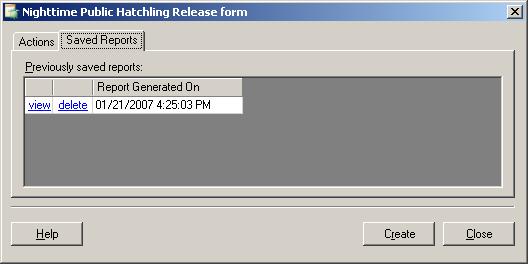 Nighttime Public Hatchling Release form
Actions Saved Reports
Previously saved reports:
Report Generated On
view delete 01/21/2007 4:25:03 PM
Help Create Close